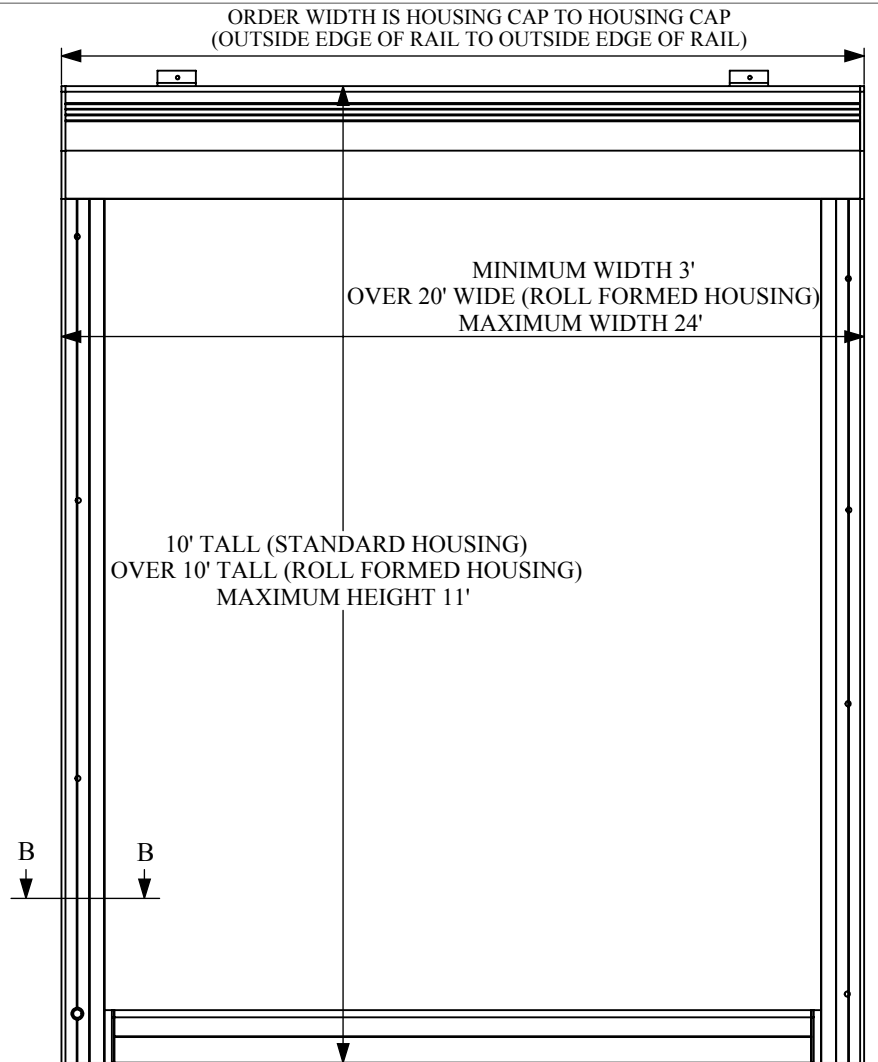 ORDER WIDTH IS HOUSING CAP TO HOUSING CAP
(OUTSIDE EDGE OF RAIL TO OUTSIDE EDGE OF RAIL)
MINIMUM WIDTH 3'
OVER 20' WIDE (ROLL FORMED HOUSING)
MAXIMUM WIDTH 24'
10' TALL (STANDARD HOUSING)
OVER 10' TALL (ROLL FORMED HOUSING)
MAXIMUM HEIGHT 11'
B B